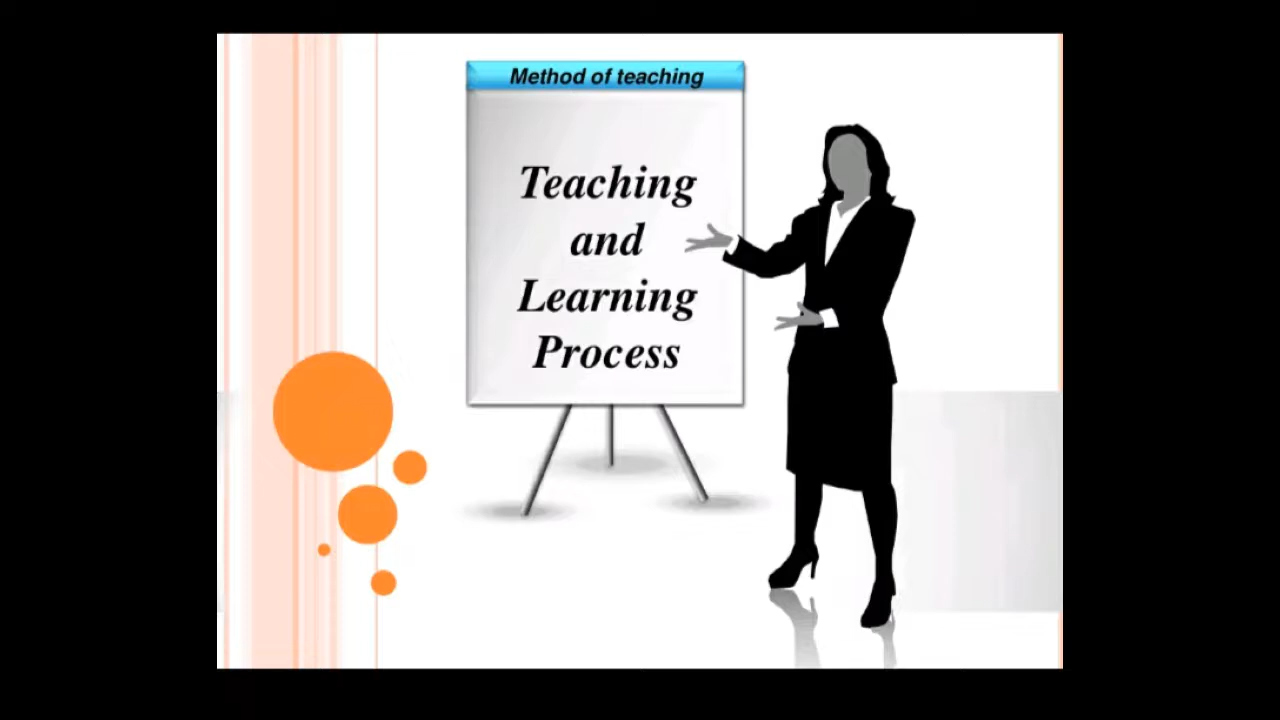 Method of teaching
Teaching
and
Learning
Process